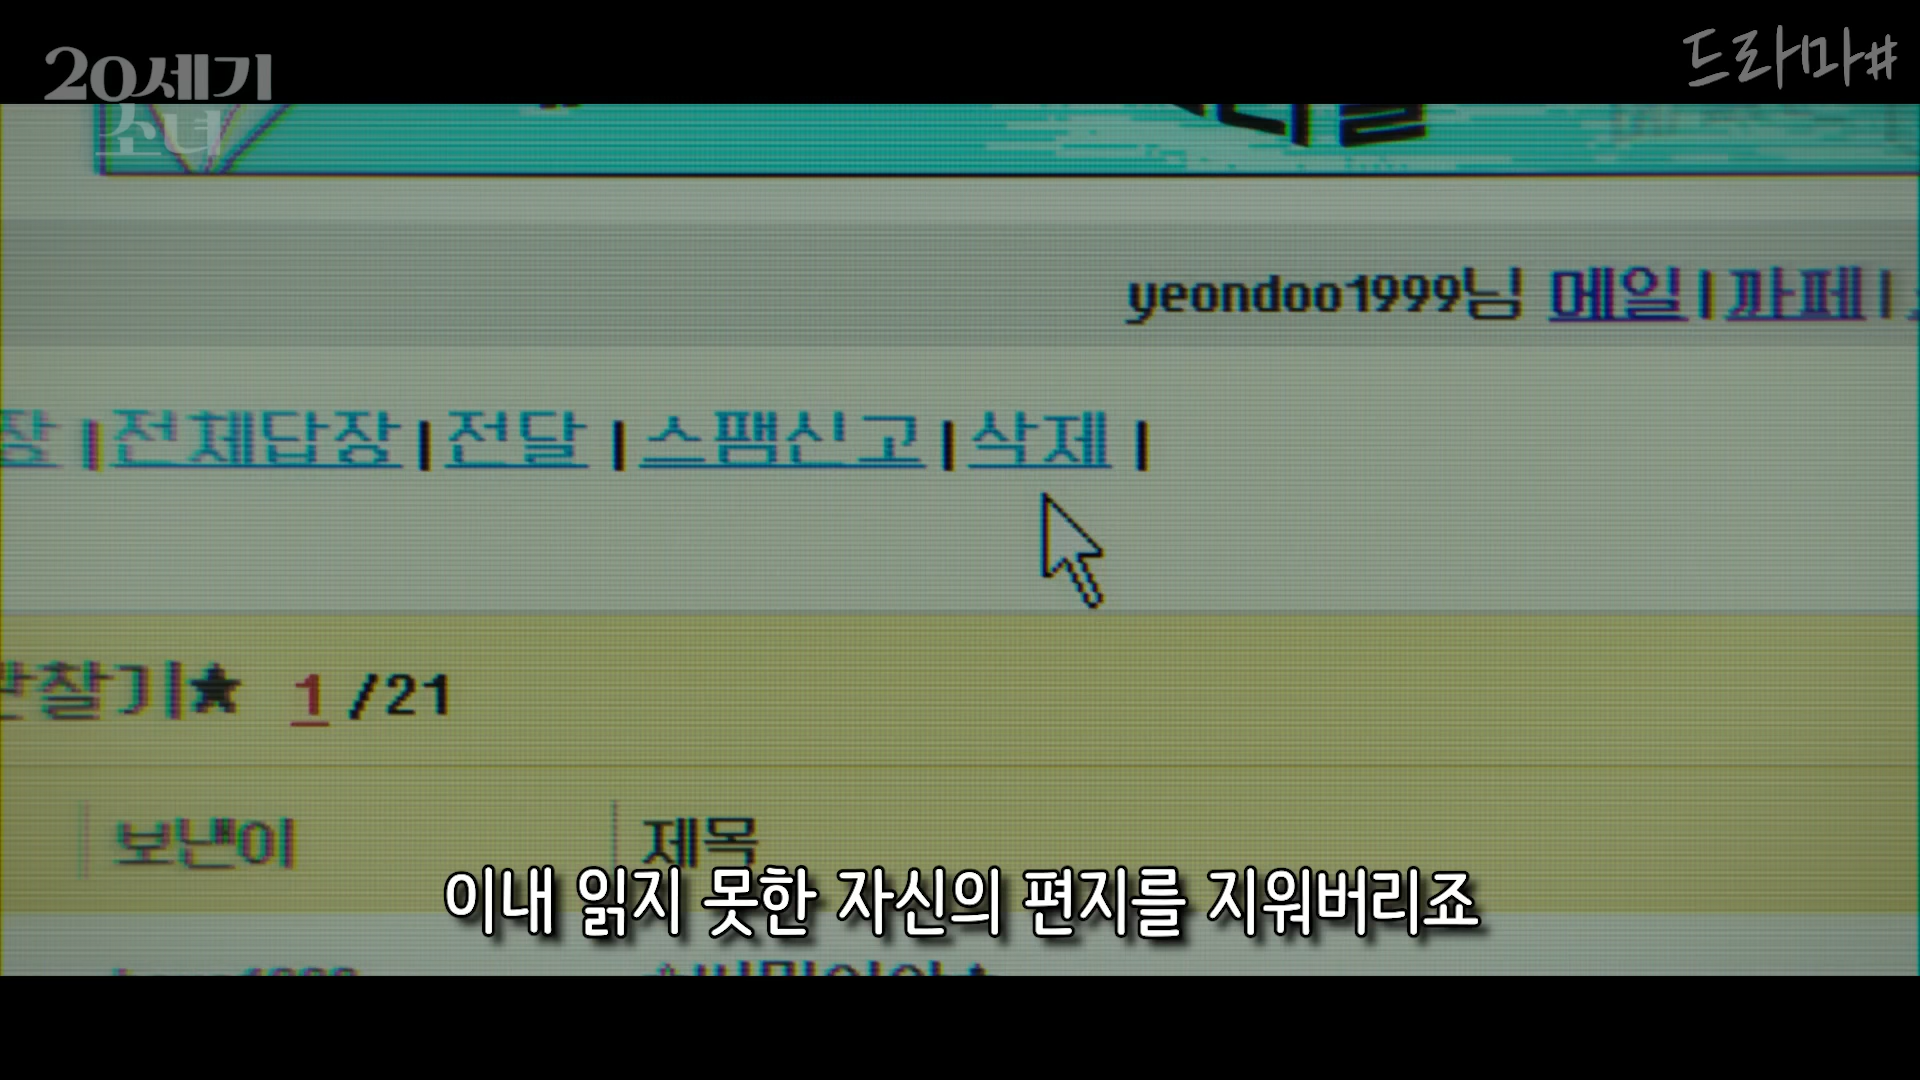 20세기
소녀
드라마#
yeondoo1999님 메일 | 까페 |
장 | 전체답장 | 전달 | 스팸신고 | 삭제 |
관찰기★ 1 /21
보낸이 제목
이내 읽지 못한 자신의 편지를 지워버리죠